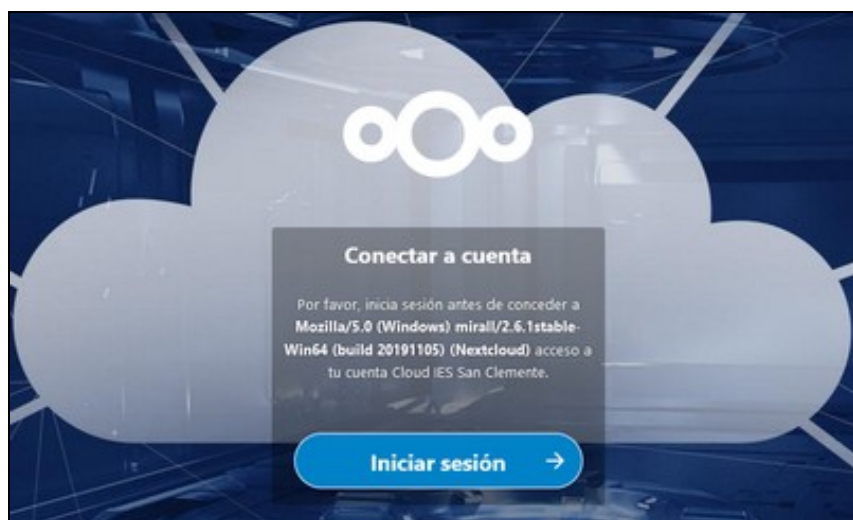 Conectar a cuenta
Por favor, inicia sesión antes de conceder a
Mozilla/5.0 (Windows) mirall/2.6.1stable-
Win64 (build 20191105) (Nextcloud) acceso a
tu cuenta Cloud IES San Clemente.
Iniciar sesión